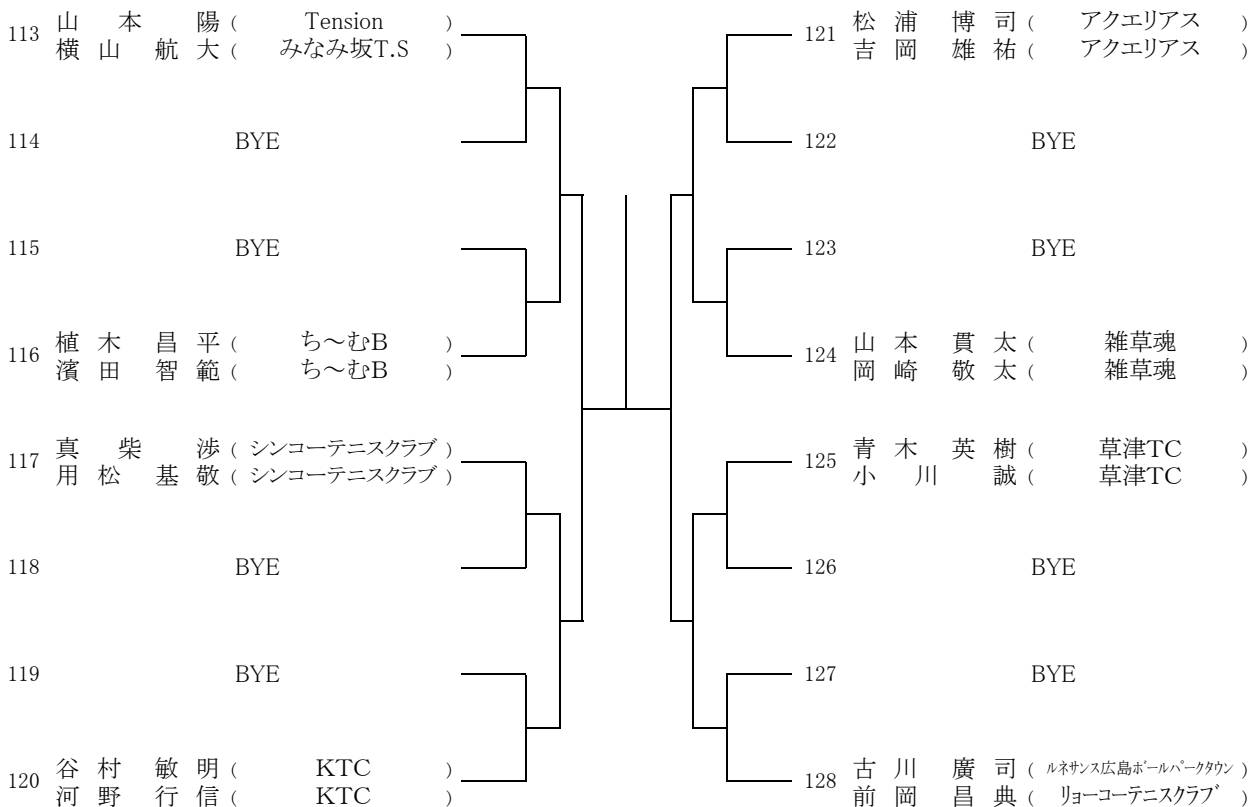 113 山本 陽 ( Tension )
横山 航大 ( みなみ坂T.S )
114 BYE
115 BYE
116 植木 昌平 ( ち～むB )
濱田 智範 ( ち～むB )
117 真柴 渉 ( シンコーテニスクラブ )
用松 基敬 ( シンコーテニスクラブ )
118 BYE
119 BYE
120 谷村 敏明 ( KTC )
河野 行信 ( KTC )
121 松浦 博司 ( アクエリアス )
吉岡 雄祐 ( アクエリアス )
122 BYE
123 BYE
124 山本 貫太 ( 雑草魂 )
岡崎 敬太 ( 雑草魂 )
125 青木 英樹 ( 草津TC )
小川 誠 ( 草津TC )
126 BYE
127 BYE
128 古川 廣司 ( ﾙﾈｻﾝｽ広島ﾎﾞｰﾙﾊﾟｰｸﾀｳﾝ )
前岡 昌典 ( リョーコーテニスクラブ )